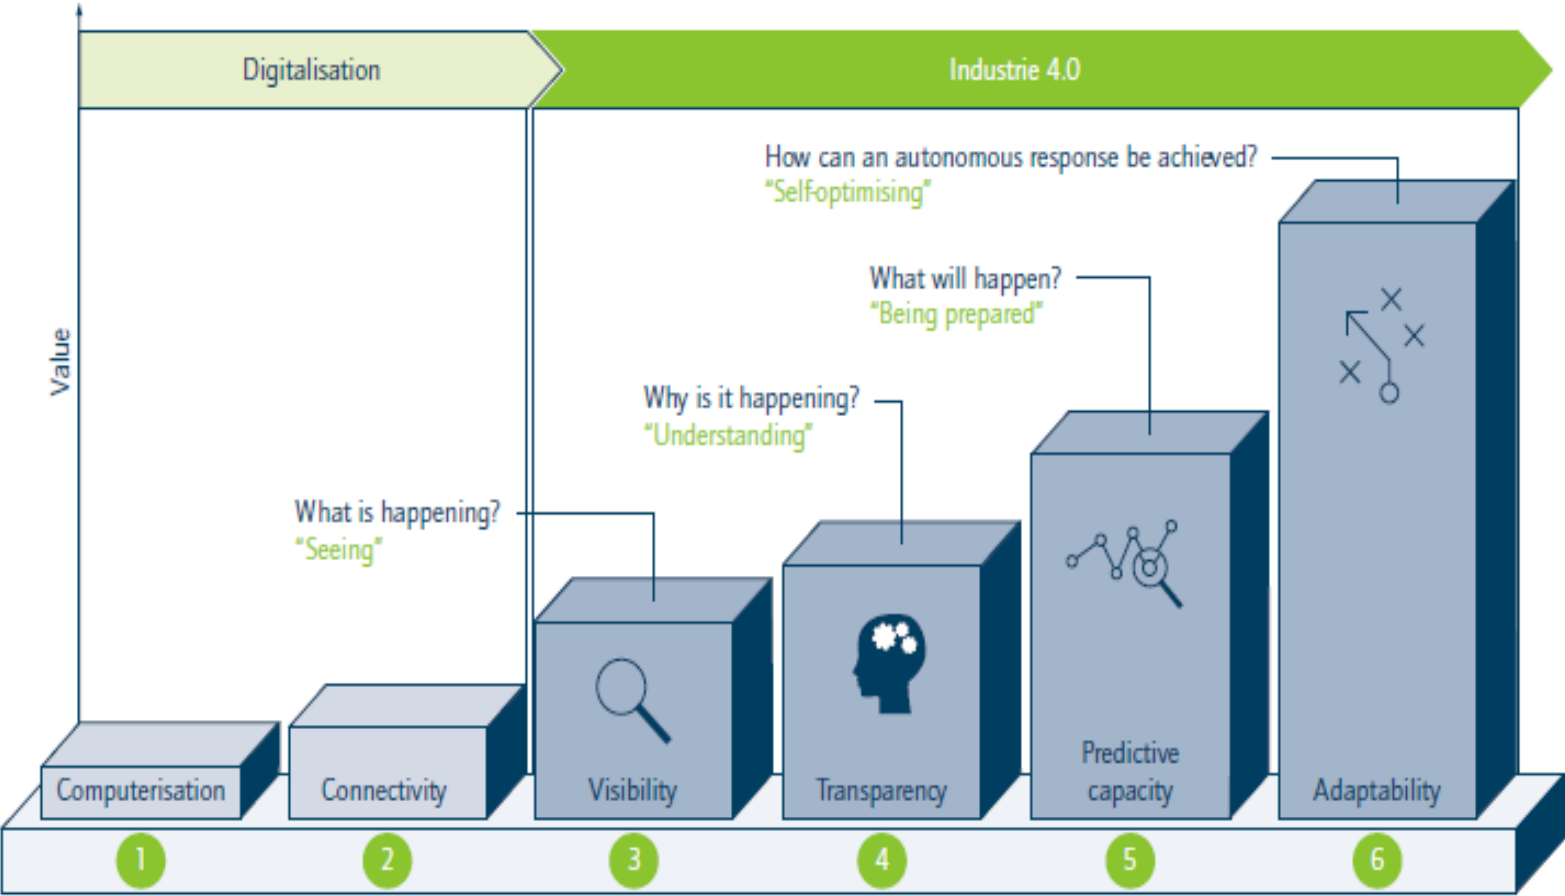 Digitalisation
Industrie 4.0
How can an autonomous response be achieved?
“Self-optimising”
What will happen?
“Being prepared”
Value
Why is it happening?
“Understanding”
What is happening?
“Seeing”
Computerisation
Connectivity
Visibility
Transparency
Predictive
capacity
Adaptability
1
2
3
4
5
6